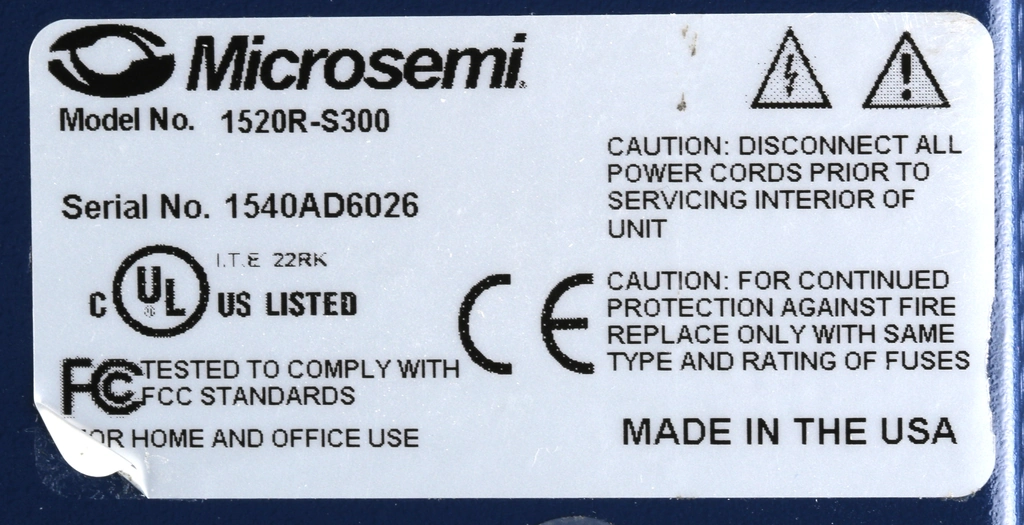 Microsemi
Model No. 1520R-S300
Serial No. 1540AD6026
C UL US LISTED
I.T.E 22RK
FCC TESTED TO COMPLY WITH
FCC STANDARDS
FOR HOME AND OFFICE USE
CE
CAUTION: DISCONNECT ALL
POWER CORDS PRIOR TO
SERVICING INTERIOR OF
UNIT
CAUTION: FOR CONTINUED
PROTECTION AGAINST FIRE
REPLACE ONLY WITH SAME
TYPE AND RATING OF FUSES
MADE IN THE USA